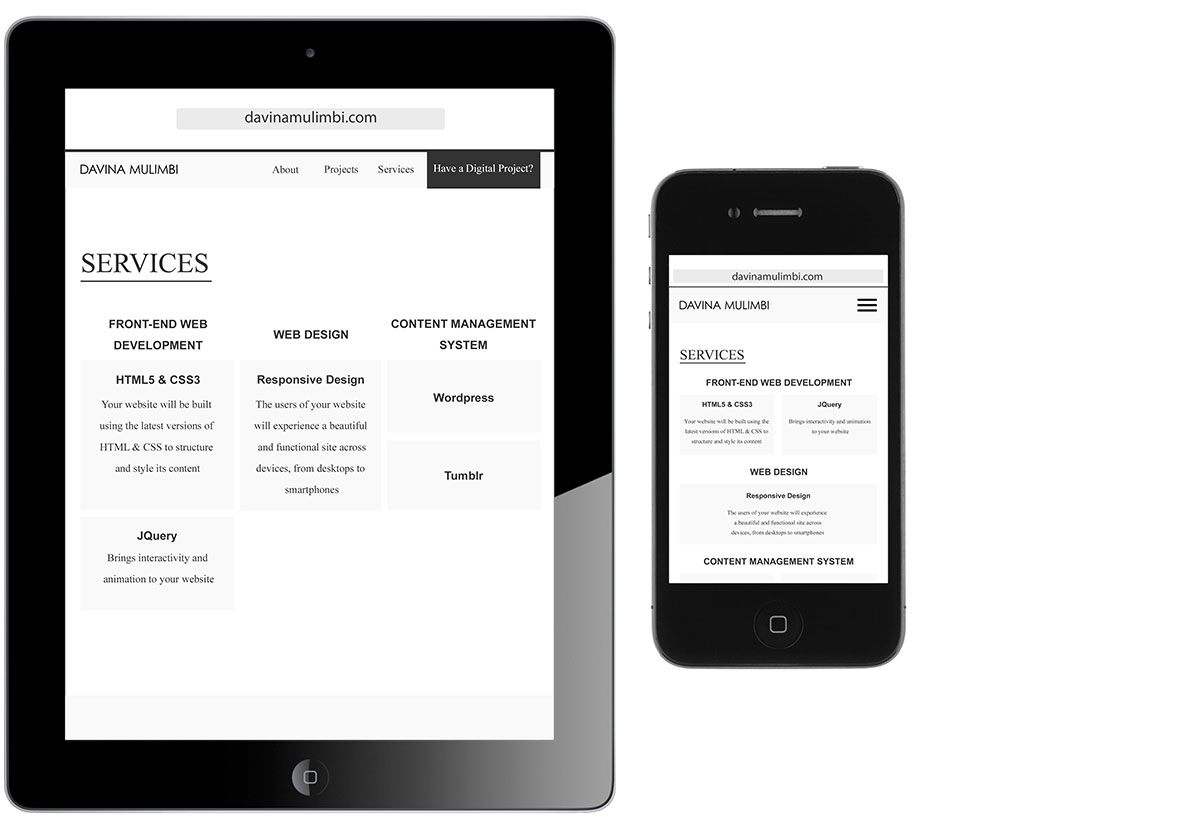 davinamulimbi.com
DAVINA MULIMBI About Projects Services Have a Digital Project?
SERVICES
FRONT-END WEB
DEVELOPMENT
HTML5 & CSS3
Your website will be built
using the latest versions of
HTML & CSS to structure
and style its content
JQuery
Brings interactivity and
animation to your website
WEB DESIGN
Responsive Design
The users of your website
will experience a beautiful
and functional site across
devices, from desktops to
smartphones
CONTENT MANAGEMENT
SYSTEM
Wordpress
Tumblr
davinamulimbi.com
DAVINA MULIMBI
SERVICES
FRONT-END WEB DEVELOPMENT
HTML5 & CSS3
Your website will be built using the
latest versions of HTML & CSS to
structure and style its content
JQuery
Brings interactivity and animation
to your website
WEB DESIGN
Responsive Design
The users of your website will experience
a beautiful and functional site across
devices, from desktops to smartphones
CONTENT MANAGEMENT SYSTEM